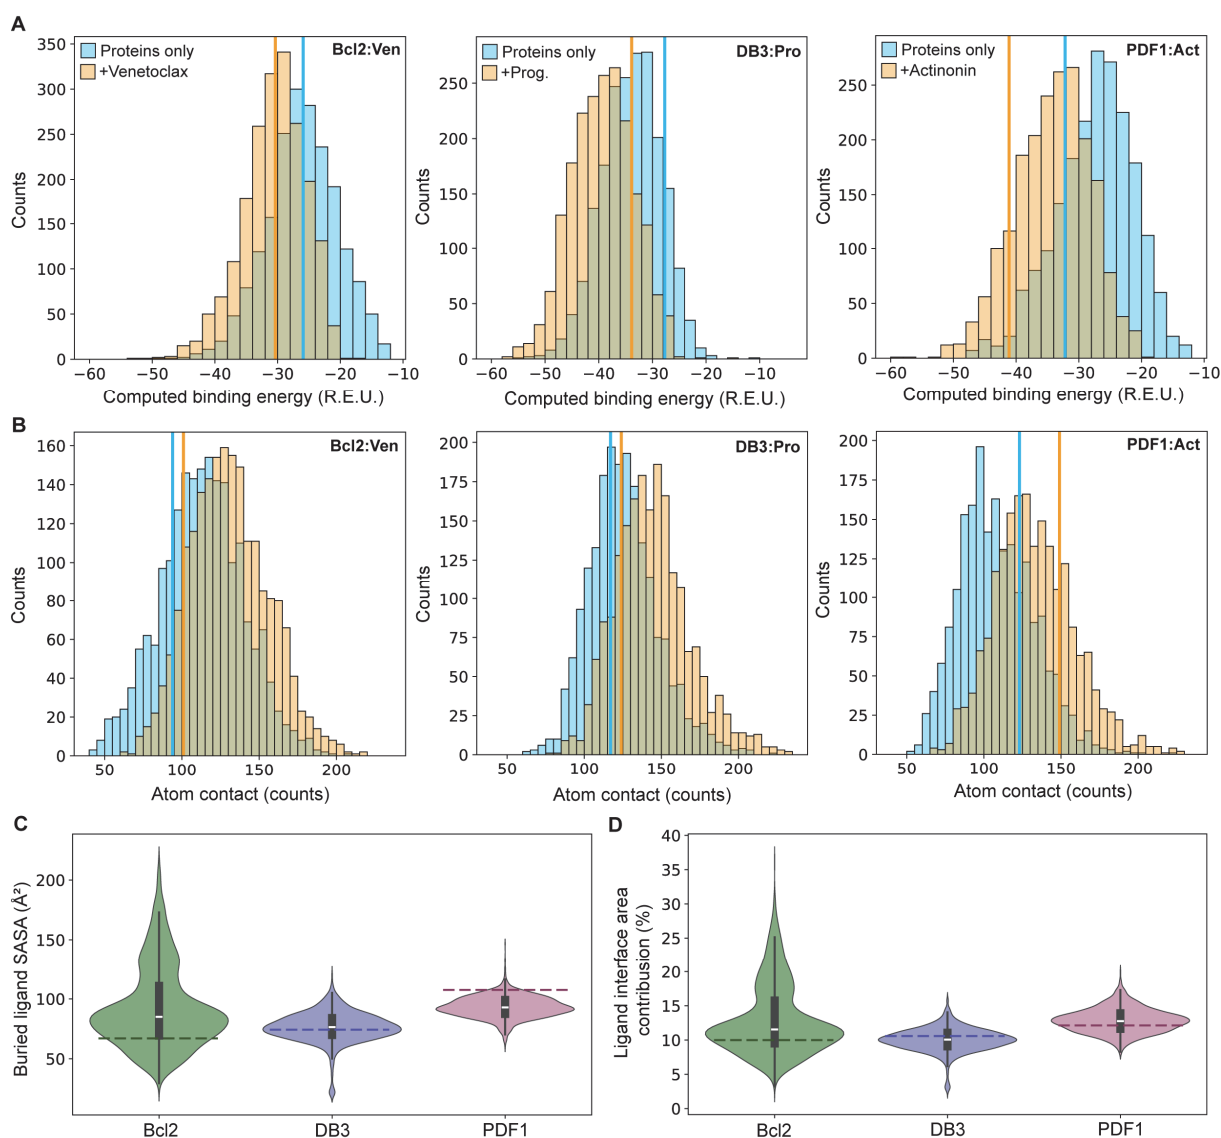 A
Bcl2:Ven
Proteins only
+Venetoclax
350
300
250
200
150
100
50
0
Counts
−60
−50
−40
−30
−20
−10
Computed binding energy (R.E.U.)
DB3:Pro
Proteins only
+Prog.
250
200
150
100
50
0
Counts
−60
−50
−40
−30
−20
−10
Computed binding energy (R.E.U.)
PDF1:Act
Proteins only
+Actinonin
250
200
150
100
50
0
Counts
−60
−50
−40
−30
−20
−10
Computed binding energy (R.E.U.)
B
Bcl2:Ven
160
140
120
100
80
60
40
20
0
Counts
50
100
150
200
Atom contact (counts)
DB3:Pro
200
175
150
125
100
75
50
25
0
Counts
50
100
150
200
Atom contact (counts)
PDF1:Act
200
175
150
125
100
75
50
25
0
Counts
50
100
150
200
Atom contact (counts)
C
200
150
100
50
Buried ligand SASA (Å²)
Bcl2
DB3
PDF1
D
40
35
30
25
20
15
10
5
0
Ligand interface area
contribusion (%)
Bcl2
DB3
PDF1